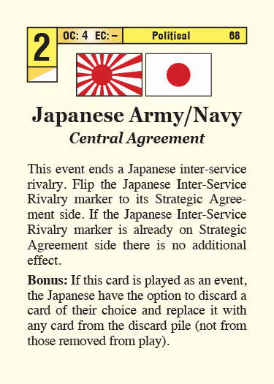 2
OC: 4 EC: – Political 68
Japanese Army/Navy
Central Agreement
This event ends a Japanese inter-service
rivalry. Flip the Japanese Inter-Service
Rivalry marker to its Strategic Agree-
ment side. If the Japanese Inter-Service
Rivalry marker is already on Strategic
Agreement side there is no additional
effect.
Bonus: If this card is played as an event,
the Japanese have the option to discard a
card of their choice and replace it with
any card from the discard pile (not from
those removed from play).